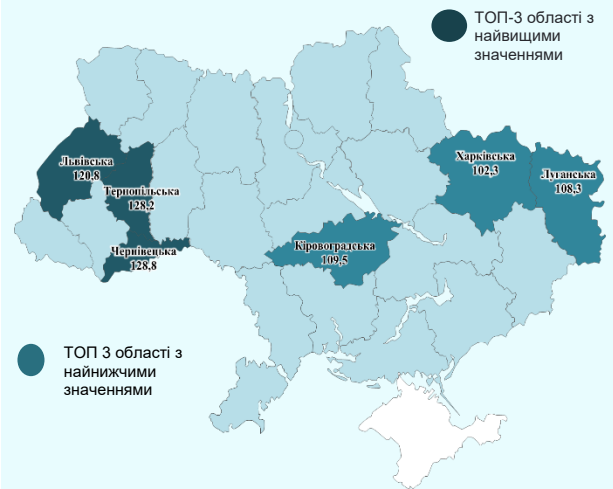 ТОП-3 області з
найвищими
значеннями
Львівська
120,8
Тернопільська
128,2
Чернівецька
128,8
Харківська
102,3
Луганська
108,3
Кіровоградська
109,5
ТОП 3 області з
найнижчими
значеннями